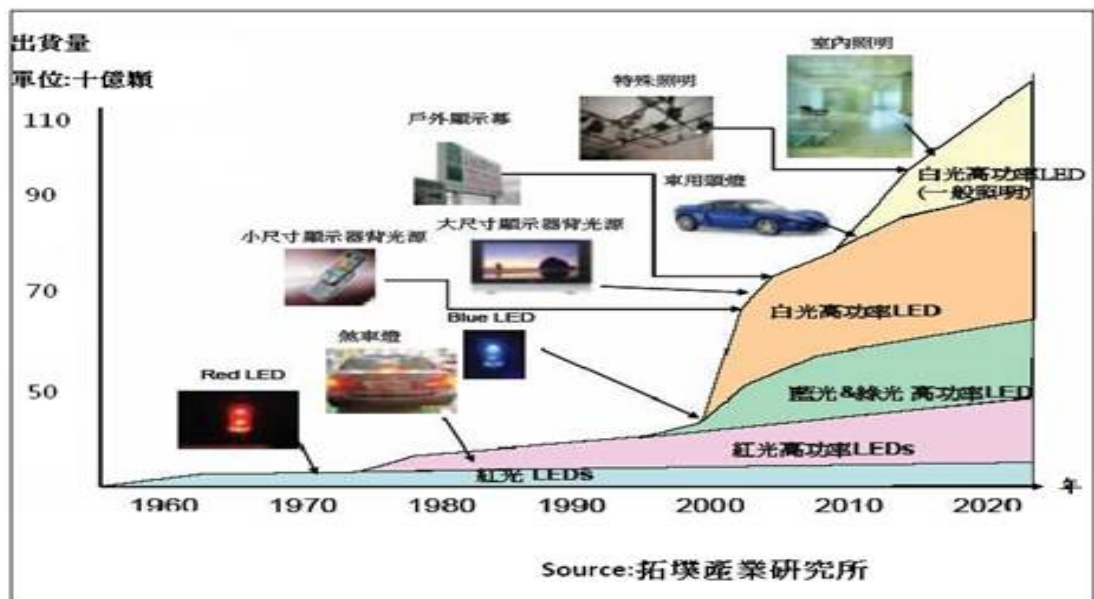 出貨量
單位:十億顆
110
90
70
50
室內照明
特殊照明
戶外顯示幕
車用頭燈
大尺寸顯示器背光源
小尺寸顯示器背光源
Blue LED
煞車燈
Red LED
白光高功率LED
(一般照明)
白光高功率LED
藍光&綠光 高功率LED
紅光高功率LEDs
紅光 LEDs
年
1960
1970
1980
1990
2000
2010
2020
Source:拓墣產業研究所